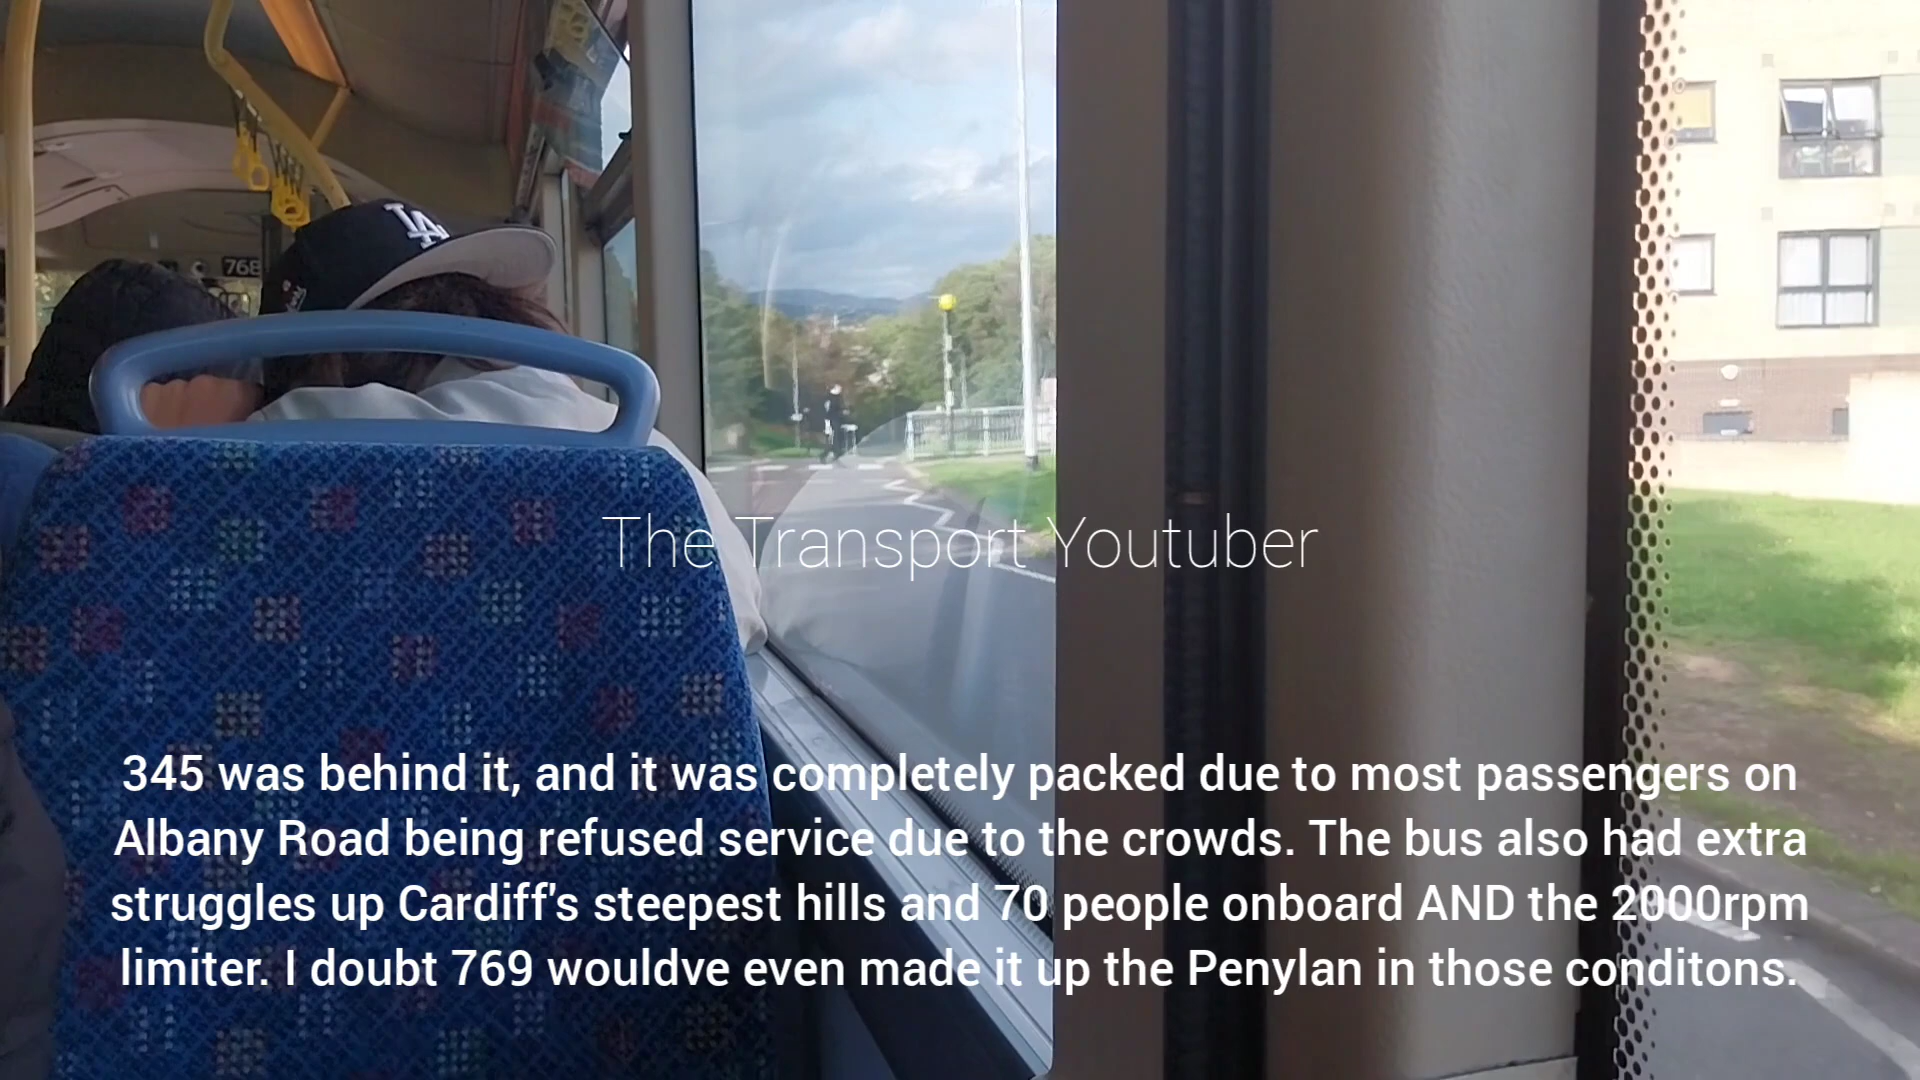 LA
768
The Transport Youtuber
345 was behind it, and it was completely packed due to most passengers on
Albany Road being refused service due to the crowds. The bus also had extra
struggles up Cardiff's steepest hills and 70 people onboard AND the 2000rpm
limiter. I doubt 769 wouldve even made it up the Penylan in those conditons.